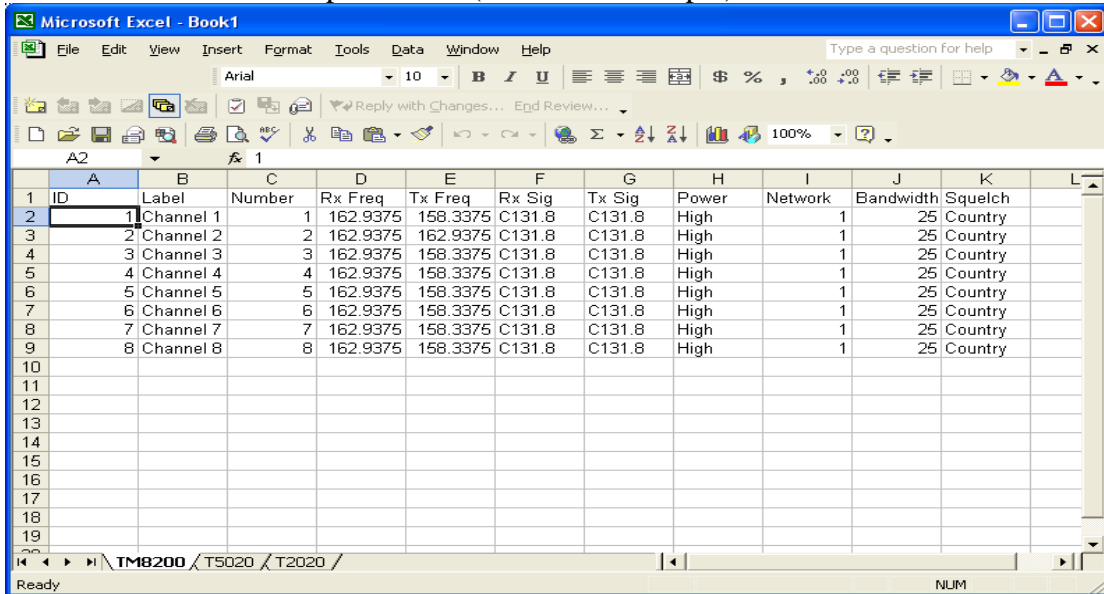 Microsoft Excel - Book1
File Edit View Insert Format Tools Data Window Help Type a question for help
Arial 10 B I U $ % ,
Reply with Changes... End Review...
100%
A2 fx 1
A B C D E F G H I J K L
1 ID Label Number Rx Freq Tx Freq Rx Sig Tx Sig Power Network Bandwidth Squelch
2 1 Channel 1 1 162.9375 158.3375 C131.8 C131.8 High 1 25 Country
3 2 Channel 2 2 162.9375 162.9375 C131.8 C131.8 High 1 25 Country
4 3 Channel 3 3 162.9375 158.3375 C131.8 C131.8 High 1 25 Country
5 4 Channel 4 4 162.9375 158.3375 C131.8 C131.8 High 1 25 Country
6 5 Channel 5 5 162.9375 158.3375 C131.8 C131.8 High 1 25 Country
7 6 Channel 6 6 162.9375 158.3375 C131.8 C131.8 High 1 25 Country
8 7 Channel 7 7 162.9375 158.3375 C131.8 C131.8 High 1 25 Country
9 8 Channel 8 8 162.9375 158.3375 C131.8 C131.8 High 1 25 Country
10
11
12
13
14
15
16
17
18
19
TM8200 T5020 T2020
Ready NUM